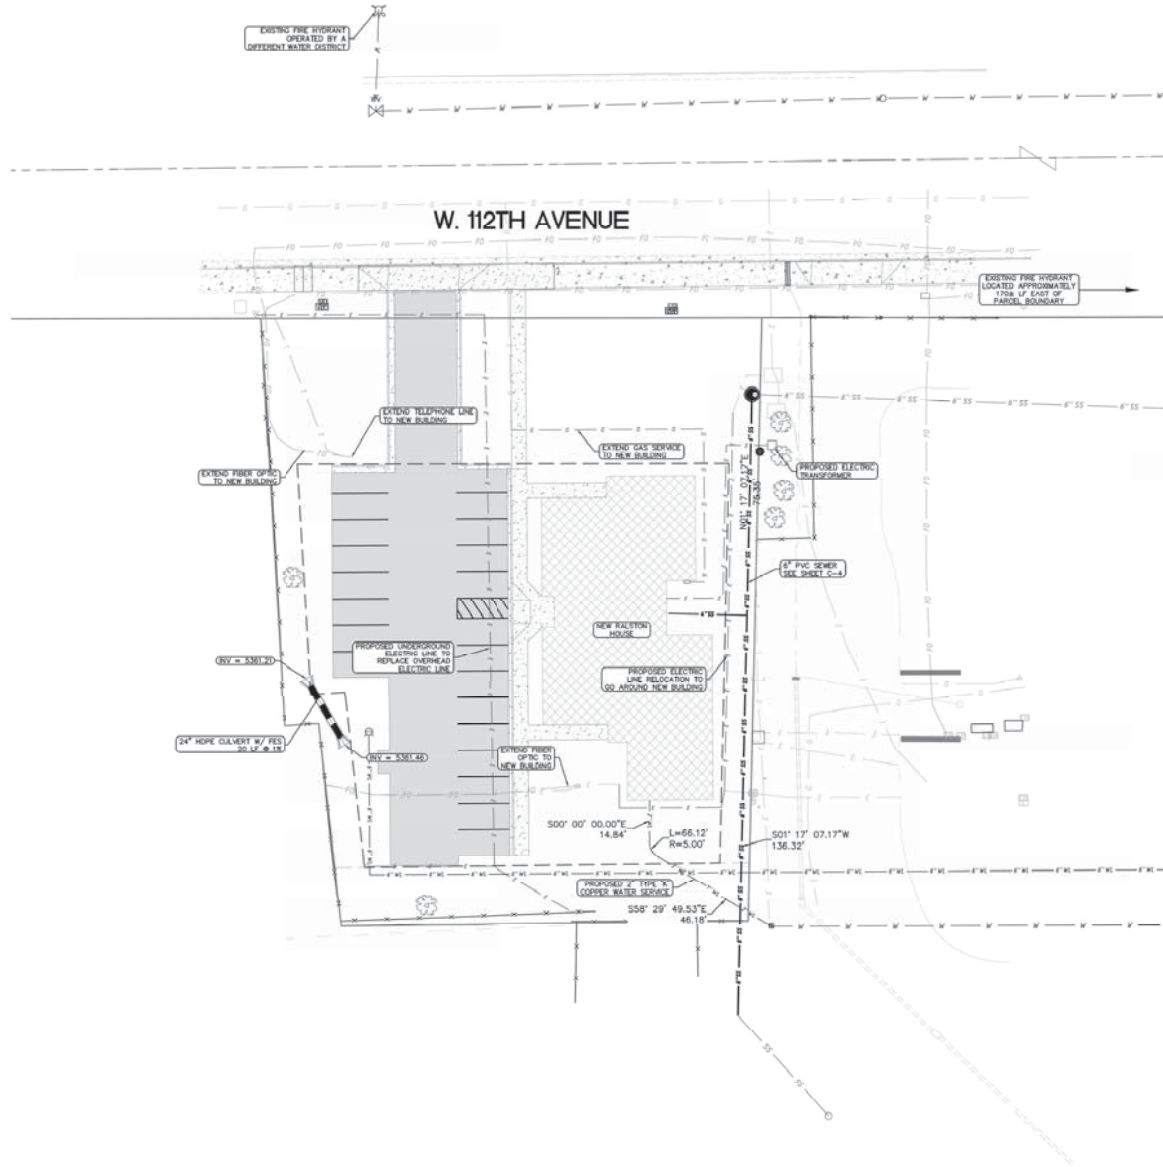 EXISTING FIRE HYDRANT
OPERATED BY A
DIFFERENT WATER DISTRICT
W. 112TH AVENUE
EXISTING FIRE HYDRANT
LOCATED APPROXIMATELY
LF EAST OF
PARCEL BOUNDARY
EXTEND TELEPHONE LINE
TO NEW BUILDING
EXTEND GAS SERVICE
TO NEW BUILDING
EXTEND FIBER OPTIC
TO NEW BUILDING
PROPOSED ELECTRIC
TRANSFORMER
N01° 17' 07.17"E
75.35'
6" PVC SEWER
SEE SHEET C-4
NEW RALSTON
HOUSE
PROPOSED UNDERGROUND
ELECTRIC LINE TO
REPLACE OVERHEAD
ELECTRIC LINE
INV = 5361.21
PROPOSED ELECTRIC
LINE RELOCATION TO
GO AROUND NEW BUILDING
24" HDPE CULVERT W/ FES
20 LF @ 1%
INV = 5361.46
EXTEND FIBER
OPTIC TO
NEW BUILDING
S00° 00' 00.00"E
14.84'
L=66.12'
R=5.00'
S01° 17' 07.17"W
136.32'
PROPOSED 2" TYPE 'K'
COPPER WATER SERVICE
S58° 29' 49.53"E
46.18'